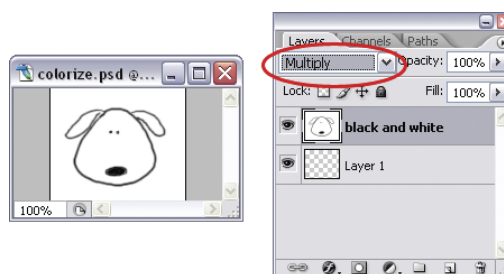 colorize.psd @...
100%
Layers Channels Paths
Multiply Opacity: 100%
Lock: Fill: 100%
black and white
Layer 1